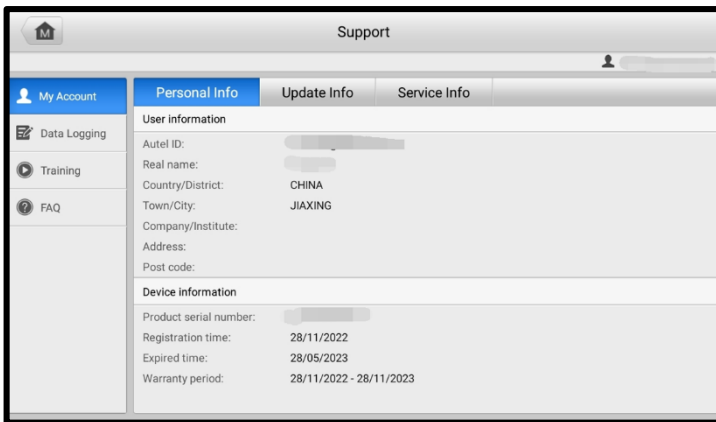 M
Support
My Account
Data Logging
Training
FAQ
Personal Info Update Info Service Info
User information
Autel ID:
Real name:
Country/District: CHINA
Town/City: JIAXING
Company/Institute:
Address:
Post code:
Device information
Product serial number:
Registration time: 28/11/2022
Expired time: 28/05/2023
Warranty period: 28/11/2022 - 28/11/2023